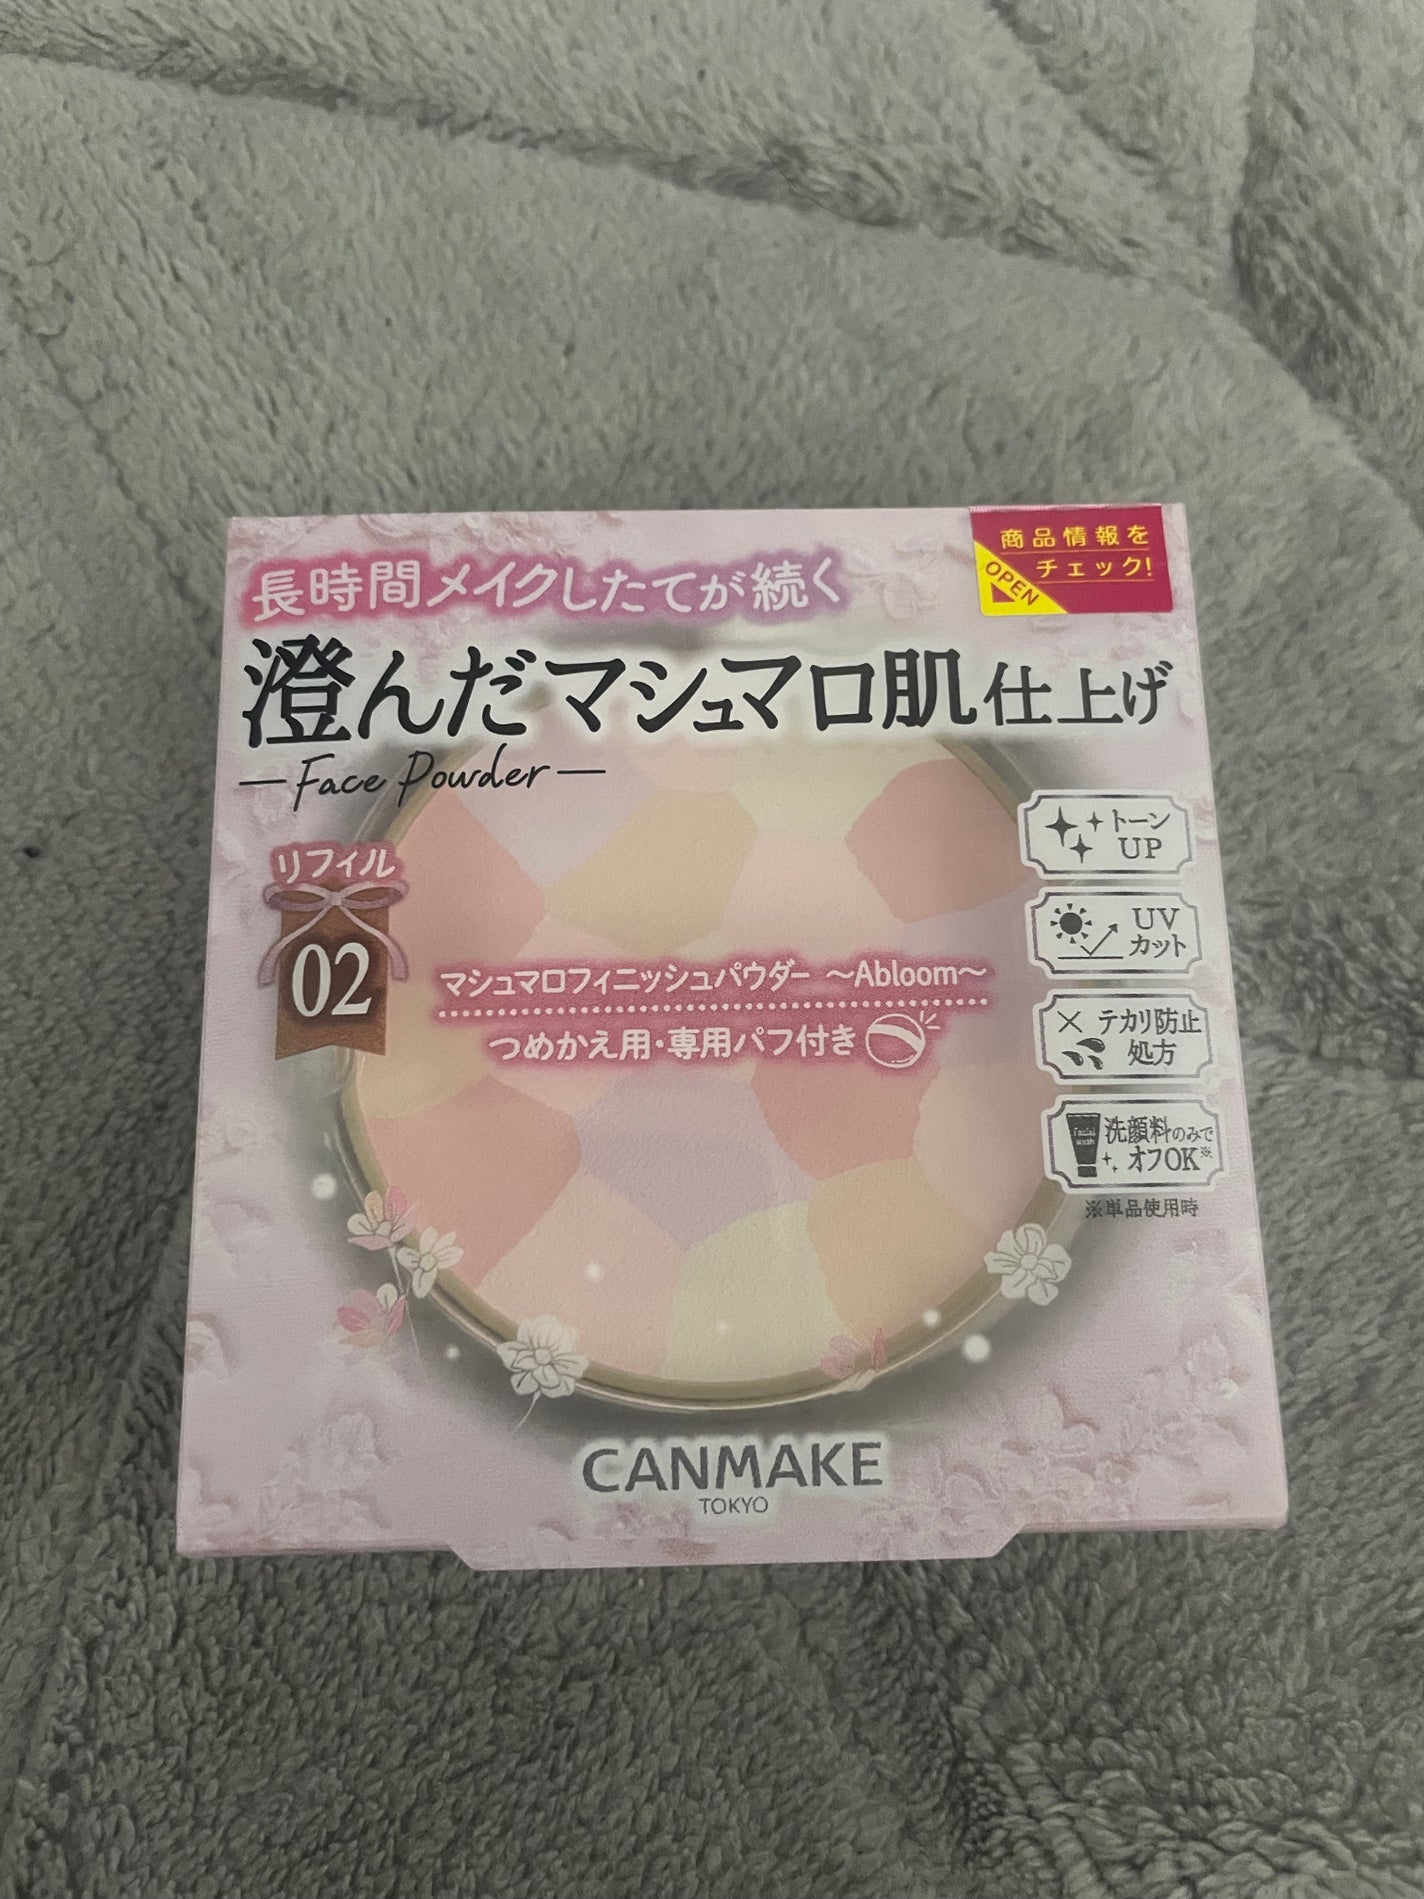 商品情報を
チェック!
OPEN
長時間メイクしたてが続く
澄んだマシュマロ肌仕上げ
Face Powder
リフィル
02
マシュマロフィニッシュパウダー ～Abloom～
つめかえ用・専用パフ付き
トーン
UP
UV
カット
テカリ防止
処方
Facial
Wash
洗顔料のみで
オフOK※
※単品使用時
CANMAKE
TOKYO